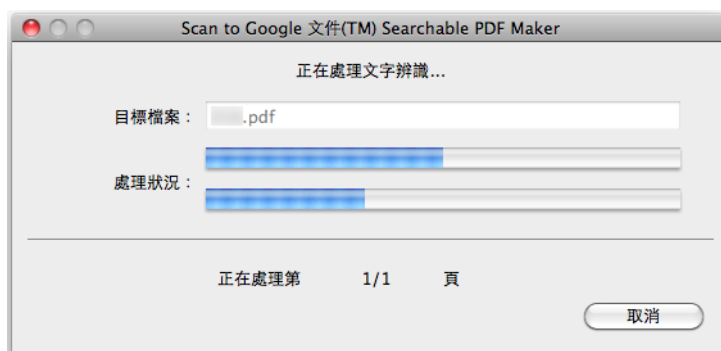 Scan to Google 文件(TM) Searchable PDF Maker
正在處理文字辨識...
目標檔案：.pdf
處理狀況：
正在處理第 1/1 頁
取消